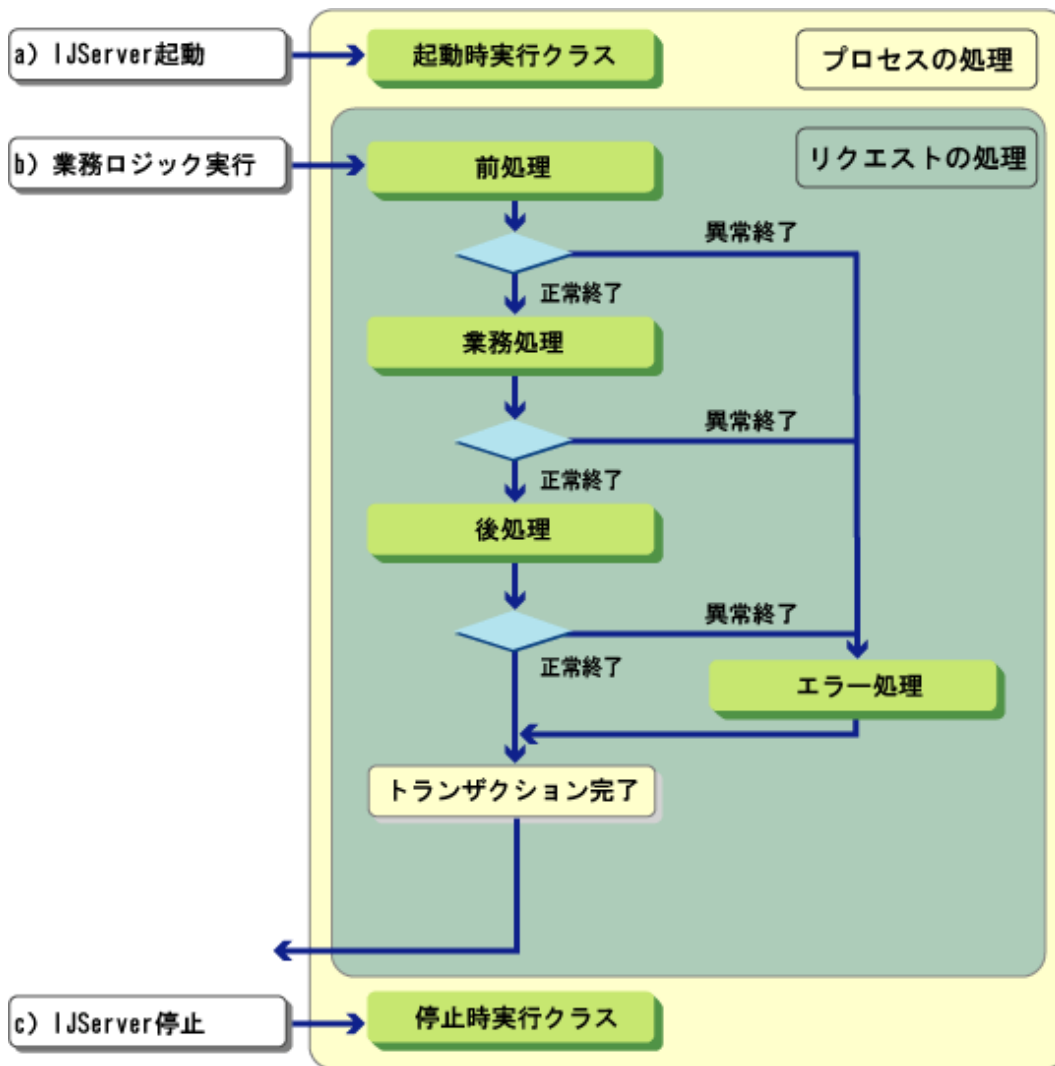 a) IJServer起動
起動時実行クラス
プロセスの処理
b) 業務ロジック実行
前処理
リクエストの処理
異常終了
正常終了
業務処理
異常終了
正常終了
後処理
異常終了
正常終了
エラー処理
トランザクション完了
c) IJServer停止
停止時実行クラス